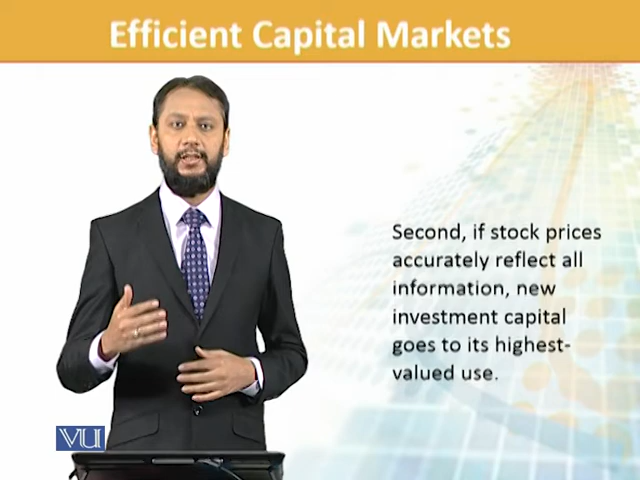 Efficient Capital Markets
Second, if stock prices
accurately reflect all
information, new
investment capital
goes to its highest-
valued use.
VU